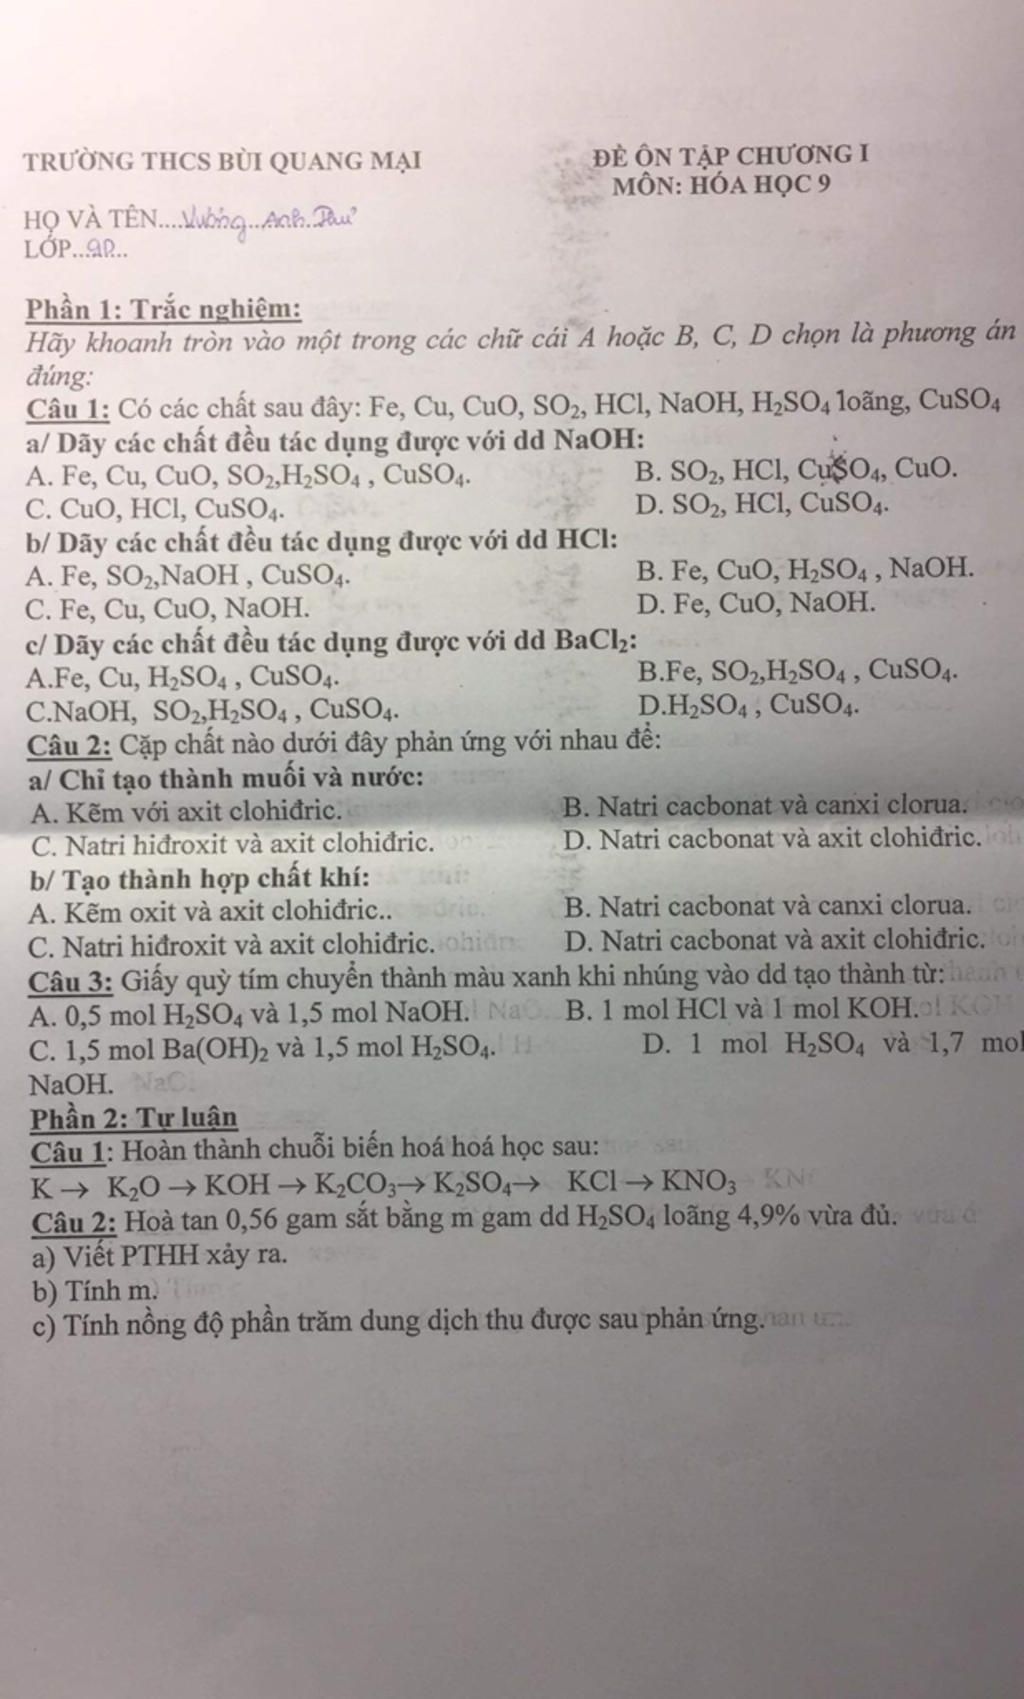 TRƯỜNG THCS BÙI QUANG MẠI
ĐỀ ÔN TẬP CHƯƠNG I
MÔN: HÓA HỌC 9
HỌ VÀ TÊN....Vương..Anh..Thư
LỚP...9D...
Phần 1: Trắc nghiệm:
Hãy khoanh tròn vào một trong các chữ cái A hoặc B, C, D chọn là phương án
đúng:
Câu 1: Có các chất sau đây: Fe, Cu, CuO, SO₂, HCl, NaOH, H₂SO₄ loãng, CuSO₄
a/ Dãy các chất đều tác dụng được với dd NaOH:
A. Fe, Cu, CuO, SO₂,H₂SO₄ , CuSO₄. B. SO₂, HCl, CuSO₄, CuO.
C. CuO, HCl, CuSO₄. D. SO₂, HCl, CuSO₄.
b/ Dãy các chất đều tác dụng được với dd HCl:
A. Fe, SO₂,NaOH , CuSO₄. B. Fe, CuO, H₂SO₄ , NaOH.
C. Fe, Cu, CuO, NaOH. D. Fe, CuO, NaOH.
c/ Dãy các chất đều tác dụng được với dd BaCl₂:
A.Fe, Cu, H₂SO₄ , CuSO₄. B.Fe, SO₂,H₂SO₄ , CuSO₄.
C.NaOH, SO₂,H₂SO₄ , CuSO₄. D.H₂SO₄ , CuSO₄.
Câu 2: Cặp chất nào dưới đây phản ứng với nhau để:
a/ Chỉ tạo thành muối và nước:
A. Kẽm với axit clohiđric. B. Natri cacbonat và canxi clorua.
C. Natri hiđroxit và axit clohiđric. D. Natri cacbonat và axit clohiđric.
b/ Tạo thành hợp chất khí:
A. Kẽm oxit và axit clohiđric.. B. Natri cacbonat và canxi clorua.
C. Natri hiđroxit và axit clohiđric. D. Natri cacbonat và axit clohiđric.
Câu 3: Giấy quỳ tím chuyển thành màu xanh khi nhúng vào dd tạo thành từ:
A. 0,5 mol H₂SO₄ và 1,5 mol NaOH. B. 1 mol HCl và 1 mol KOH.
C. 1,5 mol Ba(OH)₂ và 1,5 mol H₂SO₄. D. 1 mol H₂SO₄ và 1,7 mol
NaOH.
Phần 2: Tự luận
Câu 1: Hoàn thành chuỗi biến hoá hoá học sau:
K → K₂O → KOH → K₂CO₃→ K₂SO₄→ KCl → KNO₃
Câu 2: Hoà tan 0,56 gam sắt bằng m gam dd H₂SO₄ loãng 4,9% vừa đủ.
a) Viết PTHH xảy ra.
b) Tính m.
c) Tính nồng độ phần trăm dung dịch thu được sau phản ứng.